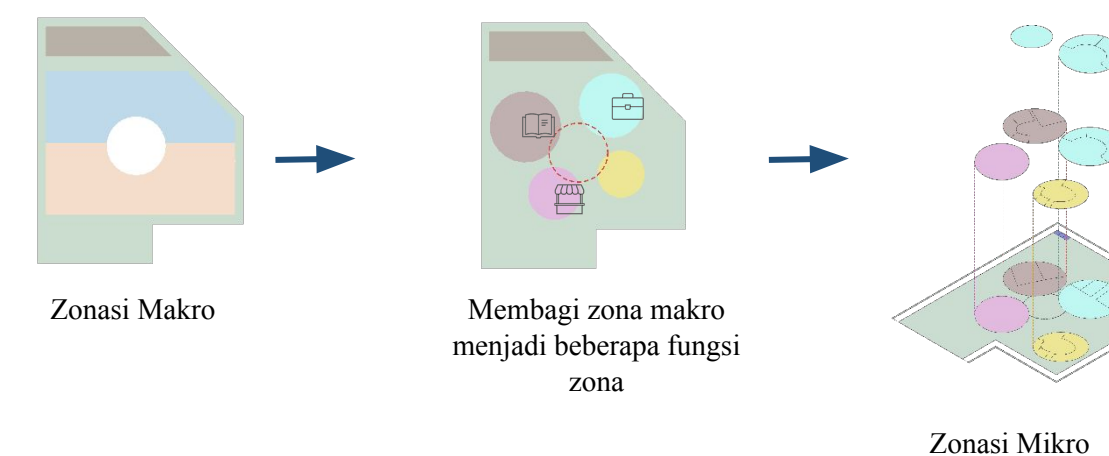 Zonasi Makro
Membagi zona makro
menjadi beberapa fungsi
zona
Zonasi Mikro